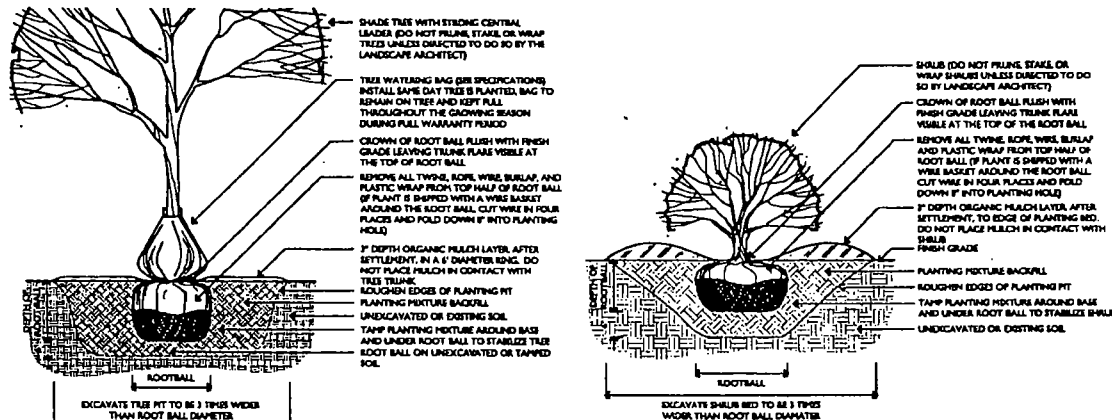 SHADE TREE WITH STRONG CENTRAL
LEADER (DO NOT PRUNE, STAKE, OR WRAP
TREES UNLESS DIRECTED TO DO SO BY THE
LANDSCAPE ARCHITECT)
TREE WATERING BAG (SEE SPECIFICATIONS)
INSTALL SAME DAY TREE IS PLANTED, BAG TO
REMAIN ON TREE AND KEPT FULL
THROUGHOUT THE GROWING SEASON
DURING FULL WARRANTY PERIOD
CROWN OF ROOT BALL FLUSH WITH FINISH
GRADE LEAVING TRUNK FLARE VISIBLE AT
THE TOP OF ROOT BALL
REMOVE ALL TWINE, ROPE, WIRE, BURLAP, AND
PLASTIC WRAP FROM TOP HALF OF ROOT BALL
(IF PLANT IS SHIPPED WITH A WIRE BASKET
AROUND THE ROOT BALL, CUT WIRE IN FOUR
PLACES AND FOLD DOWN 8" INTO PLANTING
HOLE)
3" DEPTH ORGANIC MULCH LAYER AFTER
SETTLEMENT, IN A 6' DIAMETER RING. DO
NOT PLACE MULCH IN CONTACT WITH
TREE TRUNK
ROUGHEN EDGES OF PLANTING PIT
PLANTING MIXTURE BACKFILL
UNEXCAVATED OR EXISTING SOIL
TAMP PLANTING MIXTURE AROUND BASE
AND UNDER ROOT BALL TO STABILIZE TREE
ROOT BALL ON UNEXCAVATED OR TAMPED
SOIL
DEPTH OF
ROOT BALL
ROOTBALL
EXCAVATE TREE PIT TO BE 3 TIMES WIDER
THAN ROOT BALL DIAMETER
SHRUB (DO NOT PRUNE, STAKE, OR
WRAP SHRUBS UNLESS DIRECTED TO DO
SO BY LANDSCAPE ARCHITECT)
CROWN OF ROOT BALL FLUSH WITH
FINISH GRADE LEAVING TRUNK FLARE
VISIBLE AT THE TOP OF THE ROOT BALL
REMOVE ALL TWINE, ROPE, WIRE, BURLAP
AND PLASTIC WRAP FROM TOP HALF OF
ROOT BALL (IF PLANT IS SHIPPED WITH A
WIRE BASKET AROUND THE ROOT BALL,
CUT WIRE IN FOUR PLACES AND FOLD
DOWN 8" INTO PLANTING HOLE)
3" DEPTH ORGANIC MULCH LAYER AFTER
SETTLEMENT, TO EDGE OF PLANTING BED.
DO NOT PLACE MULCH IN CONTACT WITH
SHRUB
FINISH GRADE
PLANTING MIXTURE BACKFILL
ROUGHEN EDGES OF PLANTING PIT
TAMP PLANTING MIXTURE AROUND BASE
AND UNDER ROOT BALL TO STABILIZE SHRUB
UNEXCAVATED OR EXISTING SOIL
DEPTH OF
ROOT BALL
ROOTBALL
EXCAVATE SHRUB BED TO BE 3 TIMES
WIDER THAN ROOT BALL DIAMATER